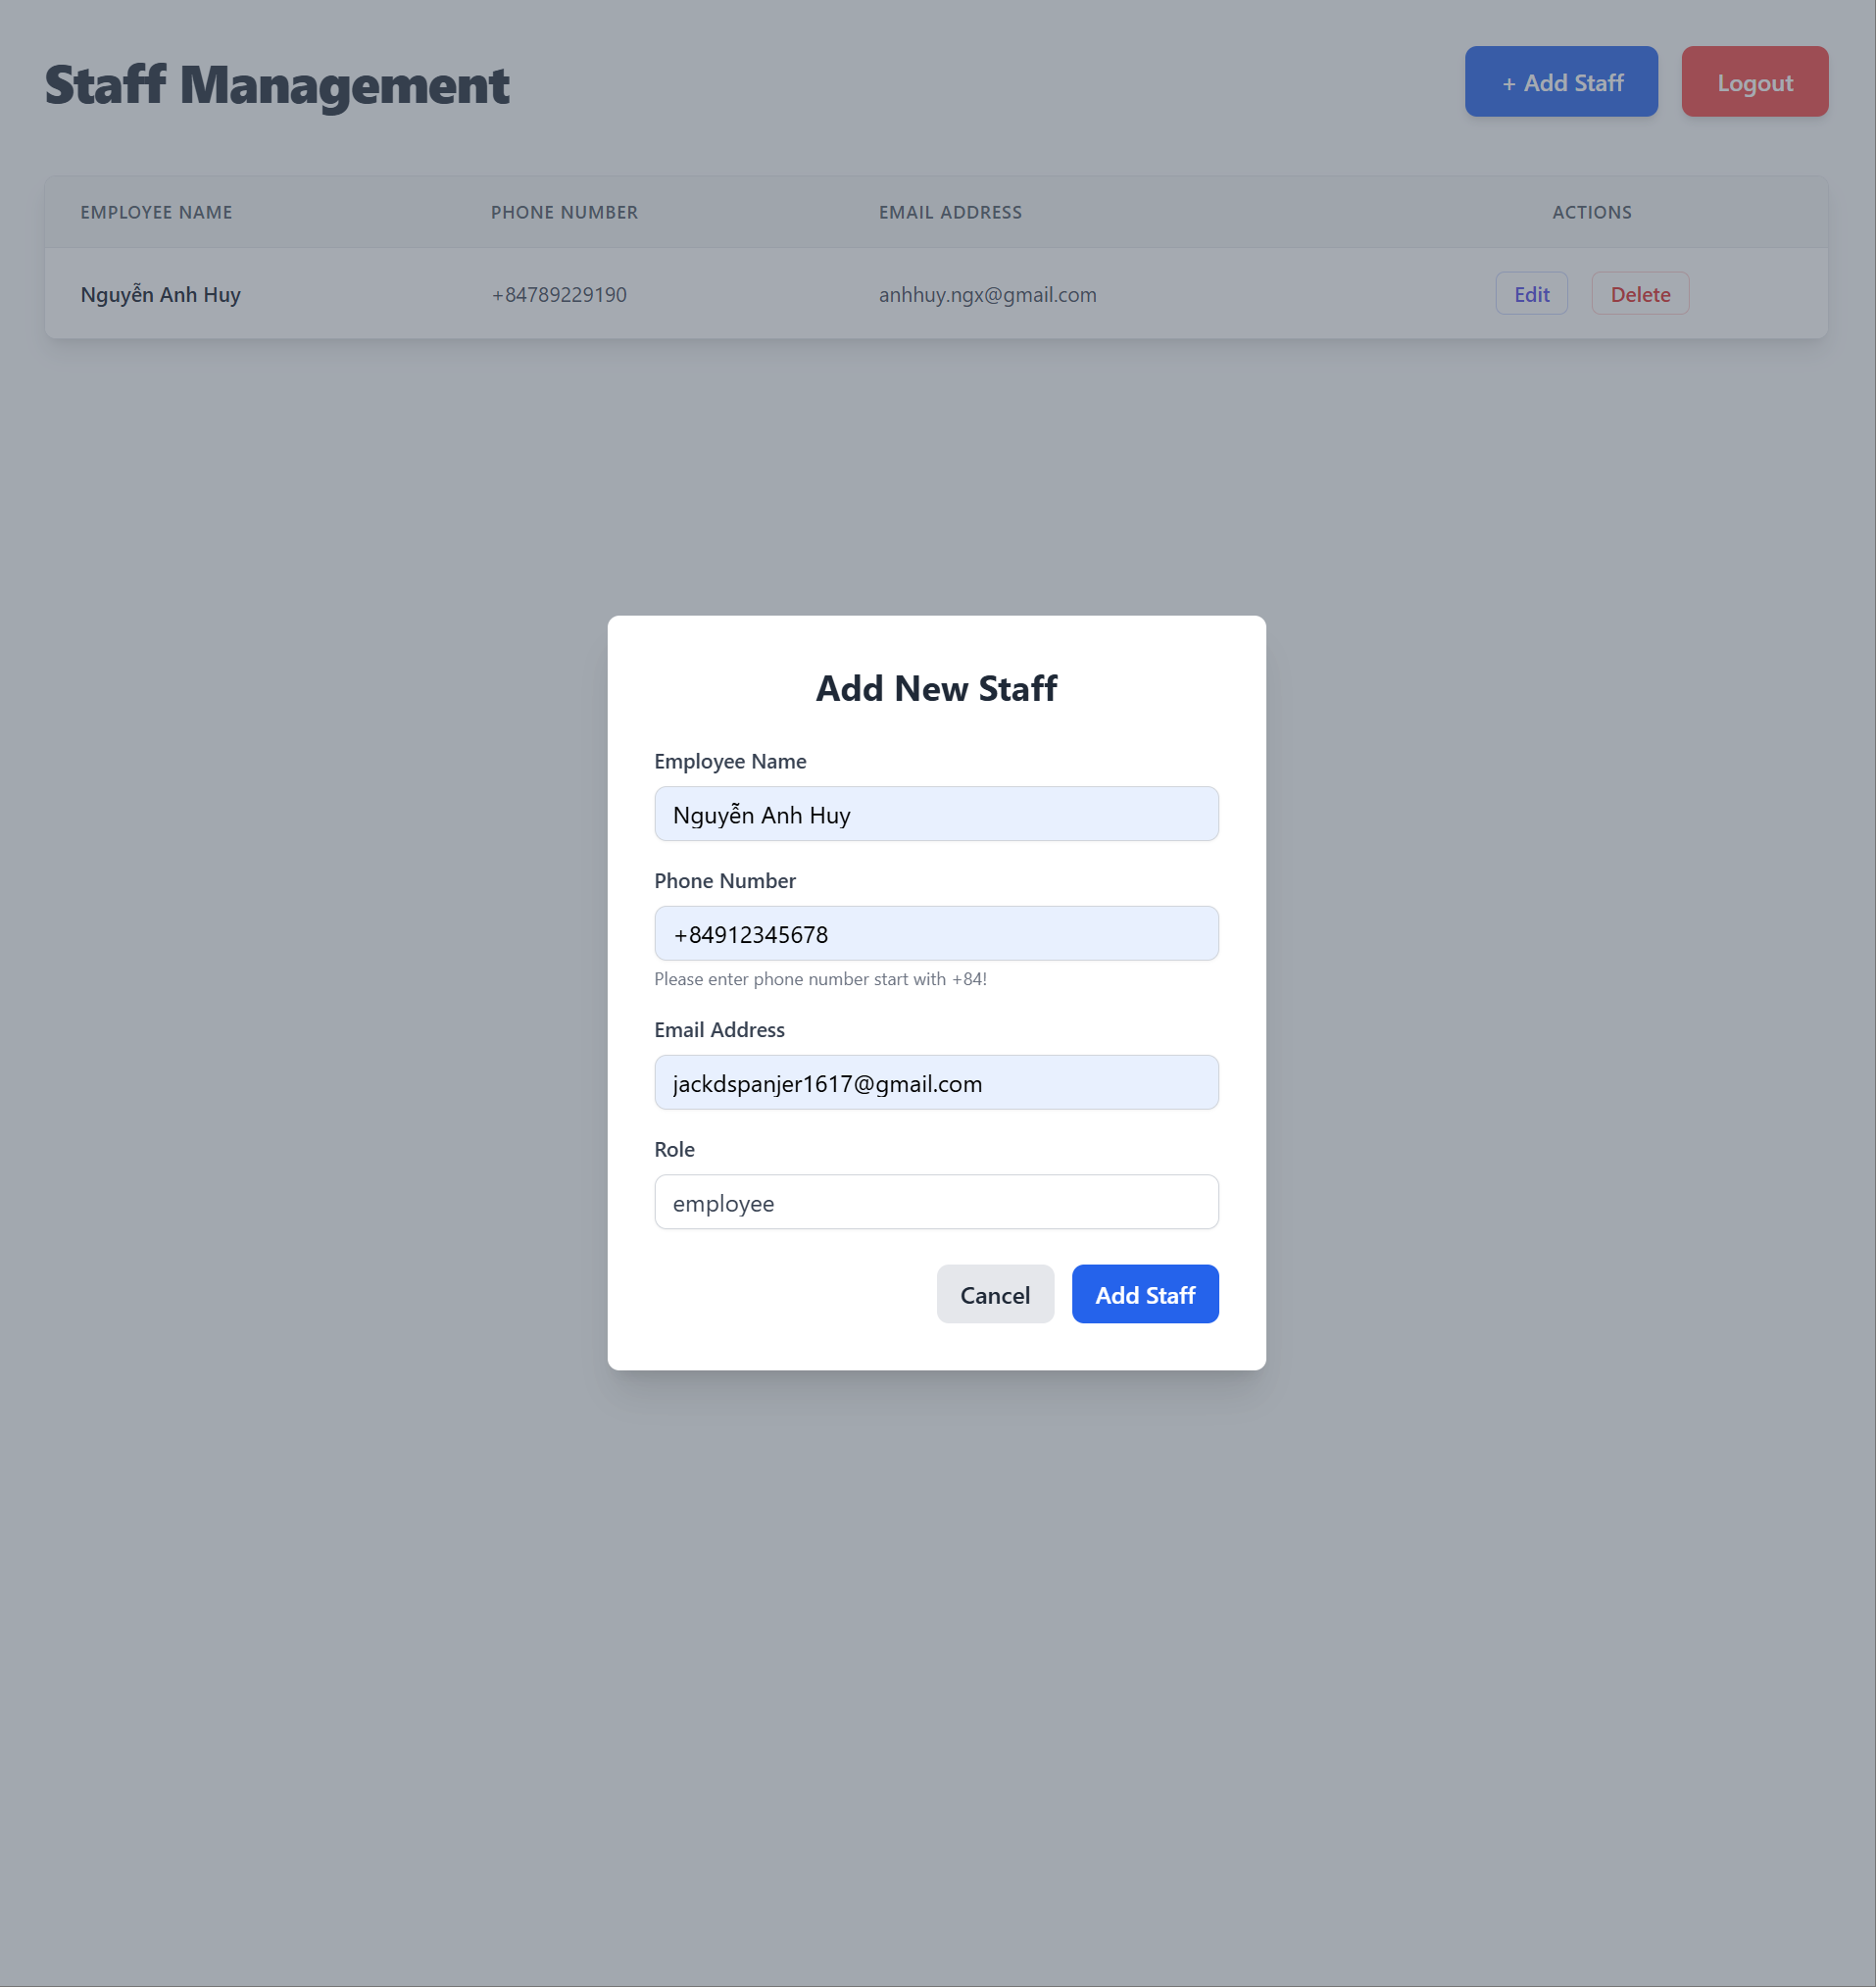 Staff Management
+ Add Staff
Logout
EMPLOYEE NAME PHONE NUMBER EMAIL ADDRESS ACTIONS
Nguyễn Anh Huy +84789229190 anhhuy.ngx@gmail.com Edit Delete
Add New Staff
Employee Name
Nguyễn Anh Huy
Phone Number
+84912345678
Please enter phone number start with +84!
Email Address
jackdspanjer1617@gmail.com
Role
employee
Cancel Add Staff